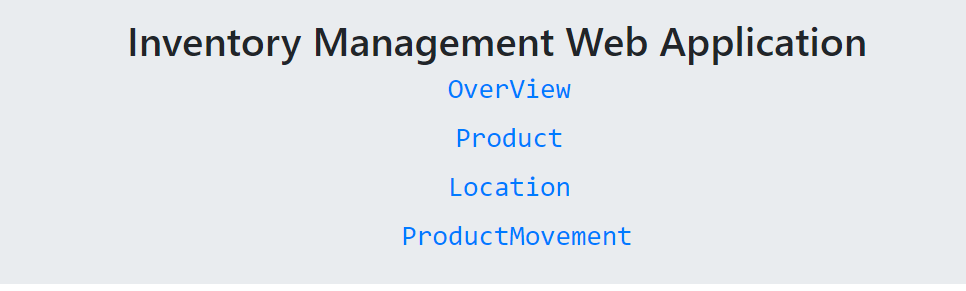 Inventory Management Web Application
OverView
Product
Location
ProductMovement